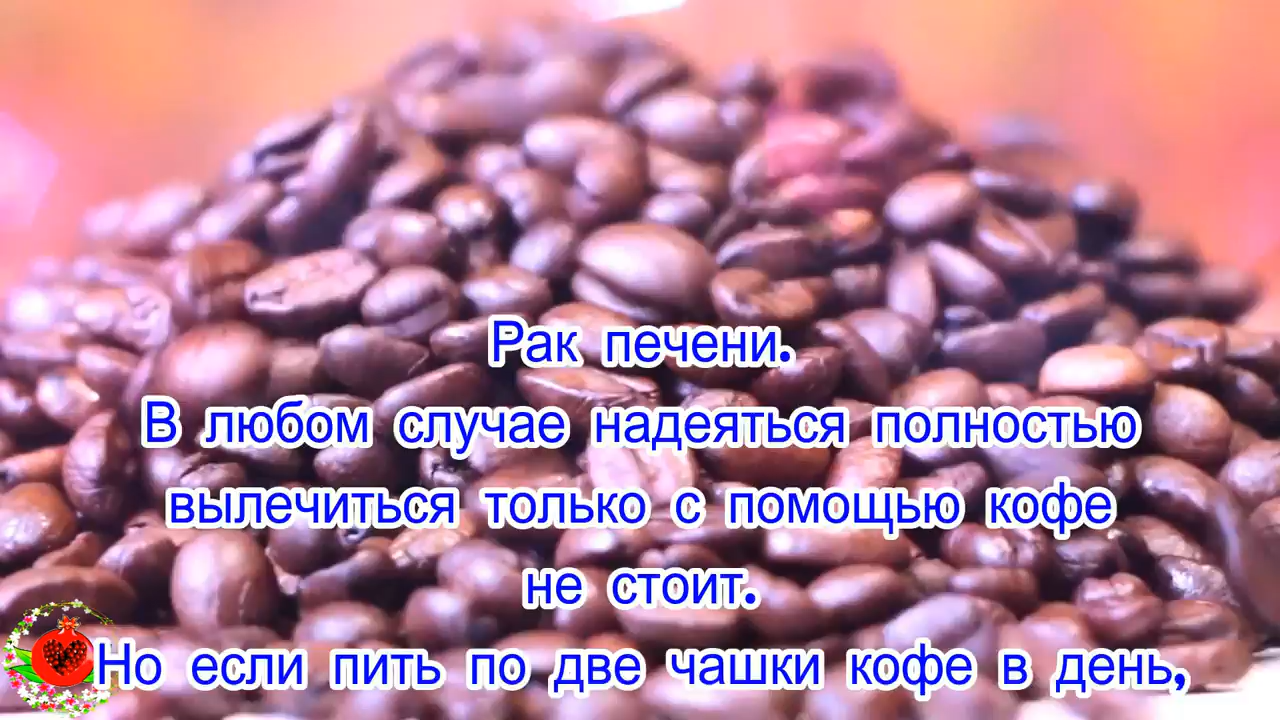 Рак печени.
В любом случае надеяться полностью
вылечиться только с помощью кофе
не стоит.
Но если пить по две чашки кофе в день,